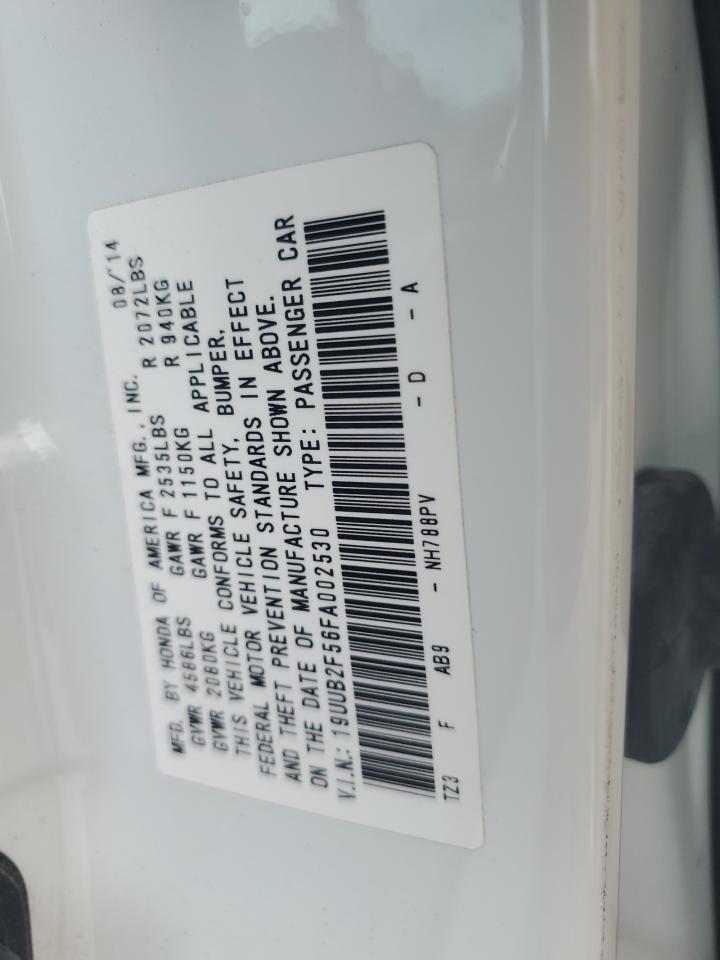 MFD. BY HONDA OF AMERICA MFG., INC. 08/'14
GVWR 4586LBS GAWR F 2535LBS R 2072LBS
GVWR 2080KG GAWR F 1150KG R 940KG
THIS VEHICLE CONFORMS TO ALL APPLICABLE
FEDERAL MOTOR VEHICLE SAFETY, BUMPER,
AND THEFT PREVENTION STANDARDS IN EFFECT
ON THE DATE OF MANUFACTURE SHOWN ABOVE.
V.I.N.: 19UUB2F56FA002530 TYPE: PASSENGER CAR
TZ3 F AB9 - NH788PV - D - A